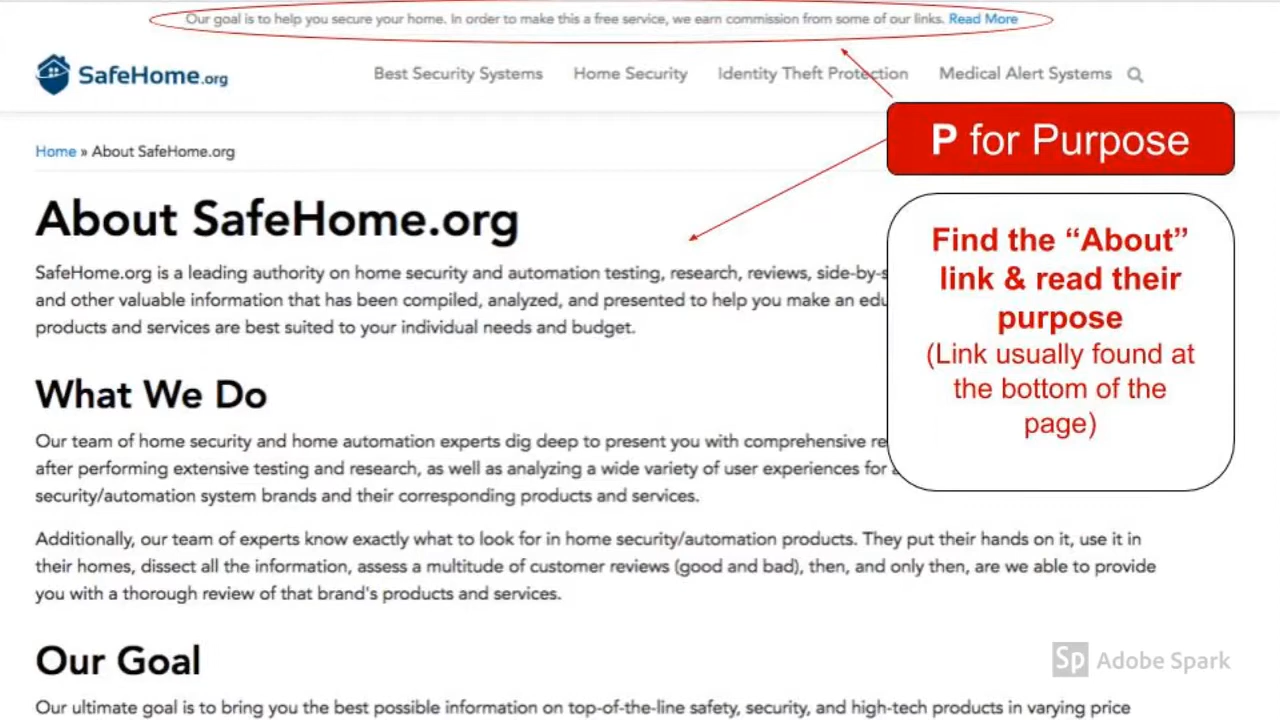 Our goal is to help you secure your home. In order to make this a free service, we earn commission from some of our links. Read More
SafeHome.org
Best Security Systems Home Security Identity Theft Protection Medical Alert Systems
P for Purpose
Home » About SafeHome.org
About SafeHome.org
SafeHome.org is a leading authority on home security and automation testing, research, reviews, side-by-s
and other valuable information that has been compiled, analyzed, and presented to help you make an edu
products and services are best suited to your individual needs and budget.
Find the “About”
link & read their
purpose
(Link usually found at
the bottom of the
page)
What We Do
Our team of home security and home automation experts dig deep to present you with comprehensive re
after performing extensive testing and research, as well as analyzing a wide variety of user experiences for a
security/automation system brands and their corresponding products and services.
Additionally, our team of experts know exactly what to look for in home security/automation products. They put their hands on it, use it in
their homes, dissect all the information, assess a multitude of customer reviews (good and bad), then, and only then, are we able to provide
you with a thorough review of that brand's products and services.
Our Goal
Our ultimate goal is to bring you the best possible information on top-of-the-line safety, security, and high-tech products in varying price
Sp Adobe Spark